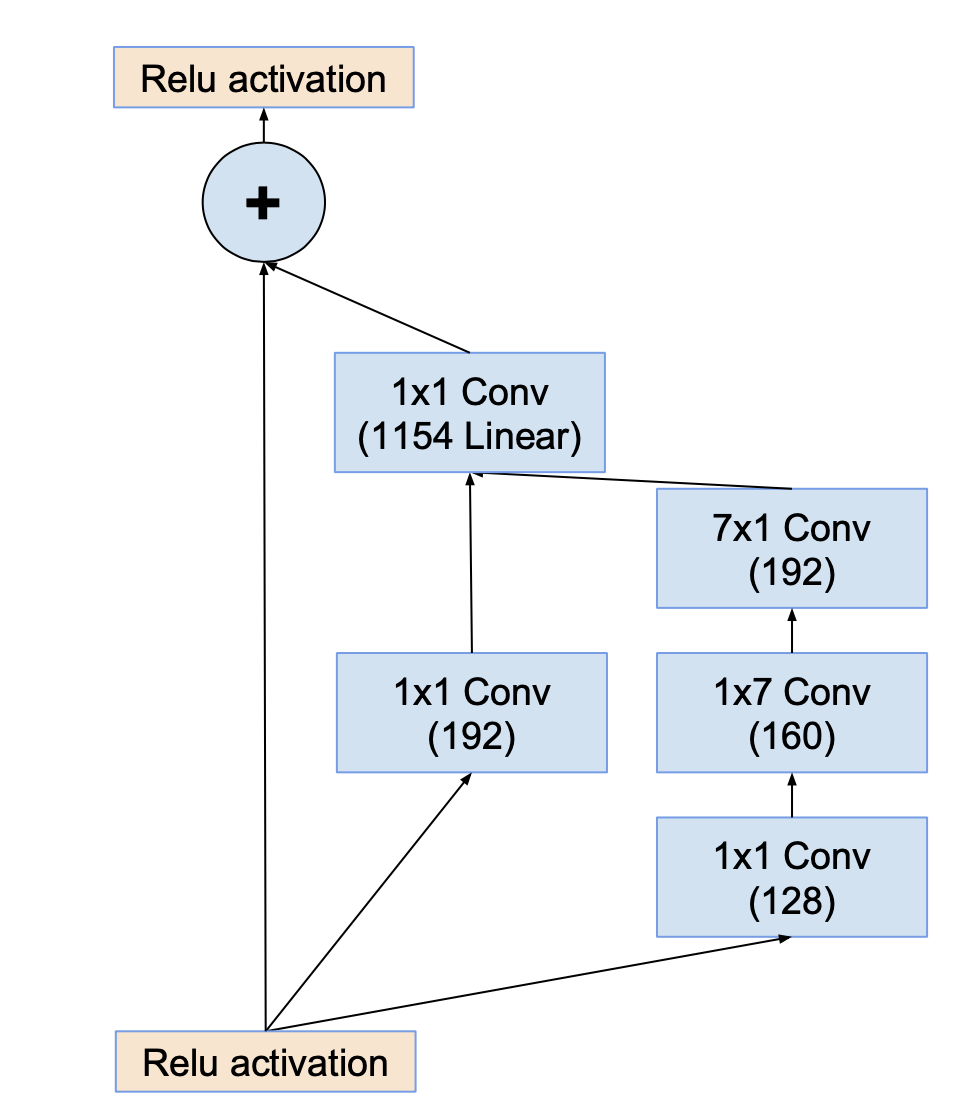 Relu activation
+
1x1 Conv
(1154 Linear)
7x1 Conv
(192)
1x1 Conv
(192)
1x7 Conv
(160)
1x1 Conv
(128)
Relu activation